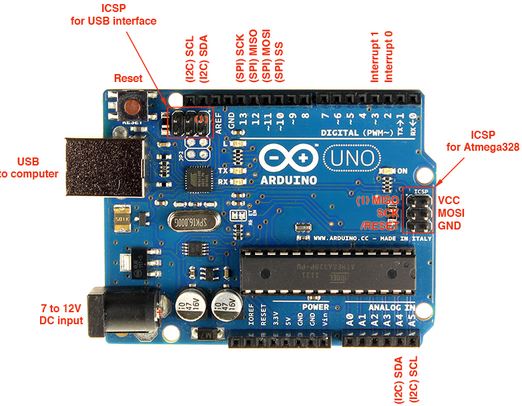 ICSP
for USB interface
(I2C) SCL
(I2C) SDA
(SPI) SCK
(SPI) MISO
(SPI) MOSI
(SPI) SS
Interrupt 1
Interrupt 0
Reset
RESET
AREF
GND
13
12
~11
~10
~9
8
7
~6
~5
4
~3
2
TX→1
RX←0
DIGITAL (PWM~)
ICSP
for Atmega328
L
TX
RX
UNO
ARDUINO
ON
USB
to computer
ICSP
(1) MISO
VCC
SCK
MOSI
/RESET
GND
WWW.ARDUINO.CC - MADE IN ITALY
7 to 12V
DC input
IOREF
RESET
3.3V
5V
GND
GND
Vin
POWER
ANALOG IN
A0
A1
A2
A3
A4
A5
(I2C) SDA
(I2C) SCL